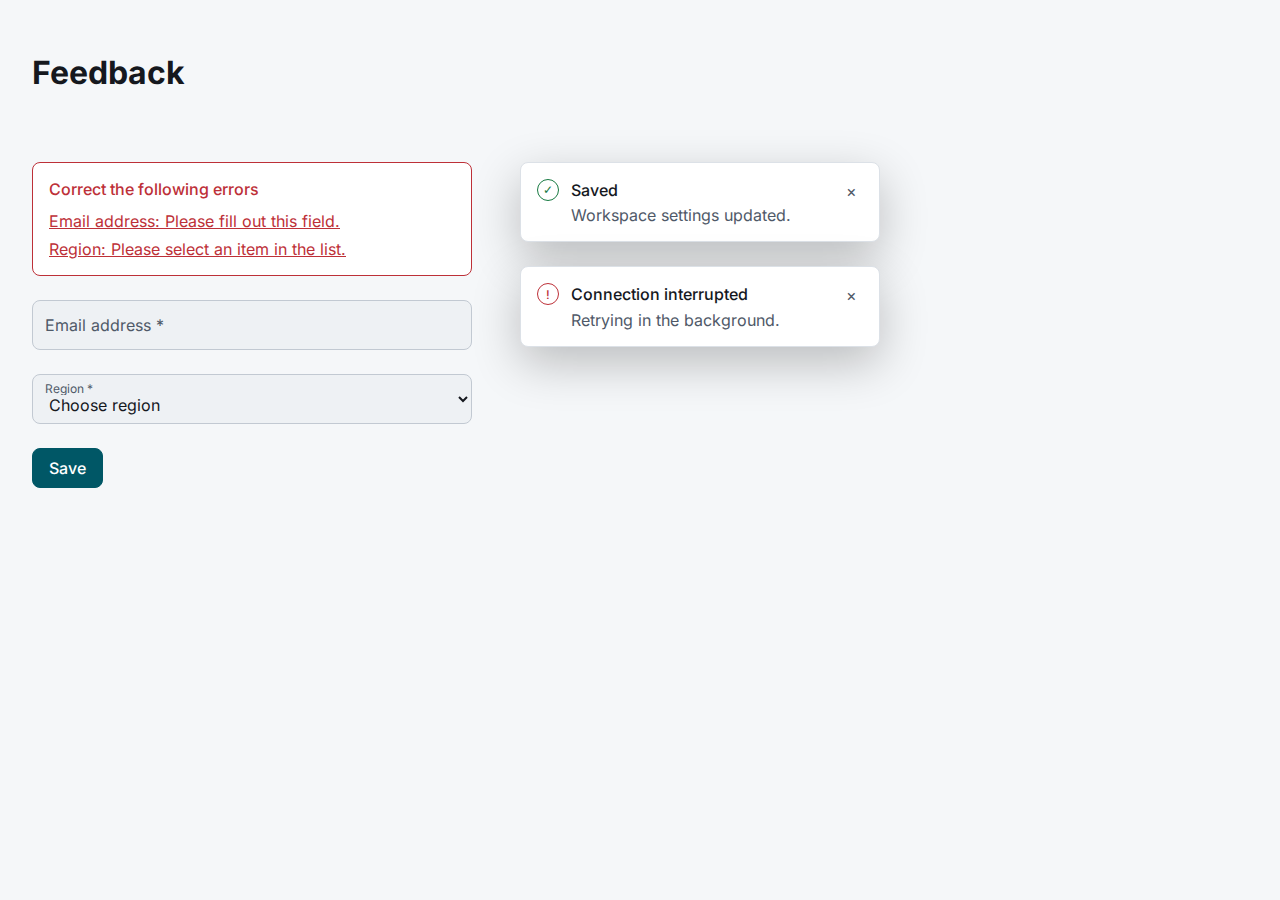 Feedback
Correct the following errors
Email address: Please fill out this field.
Region: Please select an item in the list.
Email address *
Region *
Choose region
Save
✓ Saved ×
Workspace settings updated.
! Connection interrupted ×
Retrying in the background.